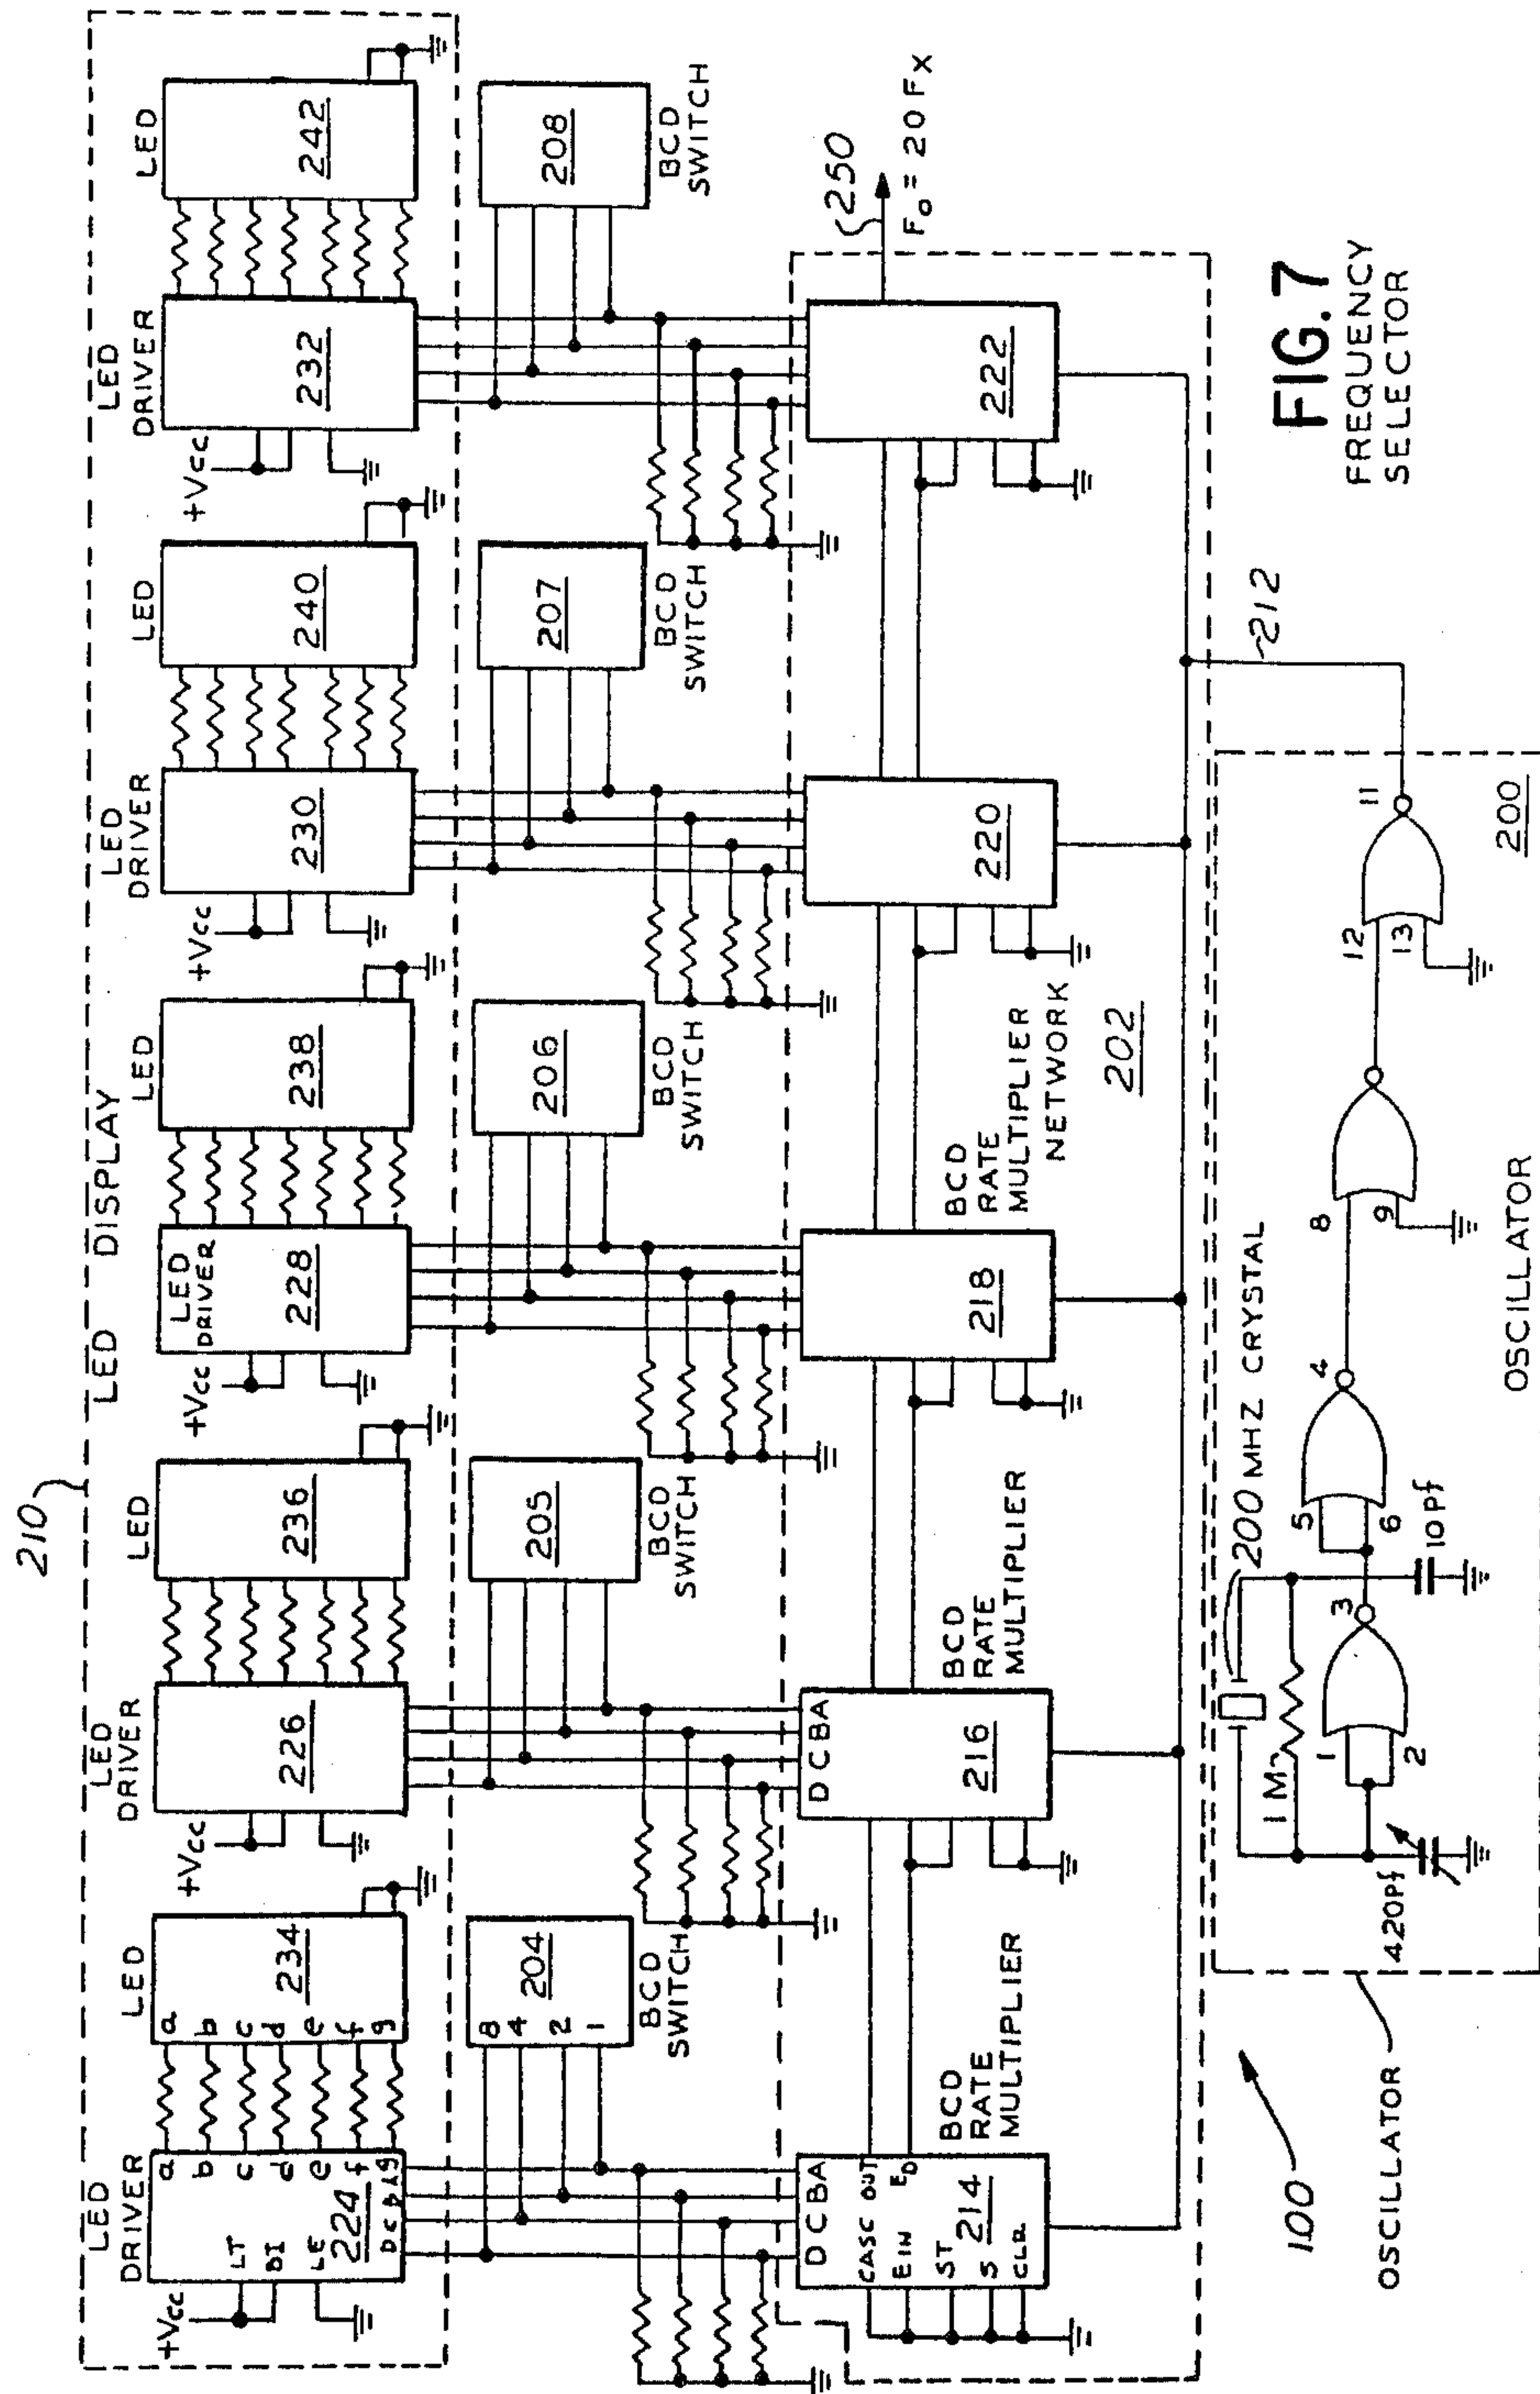 210
LED DISPLAY
LED DRIVER
+Vcc
LT
BI
LE
224
a
b
c
d
e
f
g
D C
LED
a
b
c
d
e
f
g
234
LED DRIVER
+Vcc
226
LED
236
LED DRIVER
+Vcc
228
LED
238
LED DRIVER
+Vcc
230
LED
240
LED DRIVER
+Vcc
232
LED
242
8
4
2
1
204
BCD SWITCH
205
BCD SWITCH
206
BCD SWITCH
207
BCD SWITCH
208
BCD SWITCH
D C B A
CASC OUT
E IN
E D
ST
S
CLR
214
BCD RATE MULTIPLIER
D C B A
216
BCD RATE MULTIPLIER
218
BCD RATE MULTIPLIER NETWORK
202
220
222
250
Fo = 20 Fx
212
100
OSCILLATOR
420pf
1 M
200 MHZ CRYSTAL
10 Pf
1
2
3
5
6
4
8
9
12
13
11
200
OSCILLATOR
FIG. 7
FREQUENCY
SELECTOR